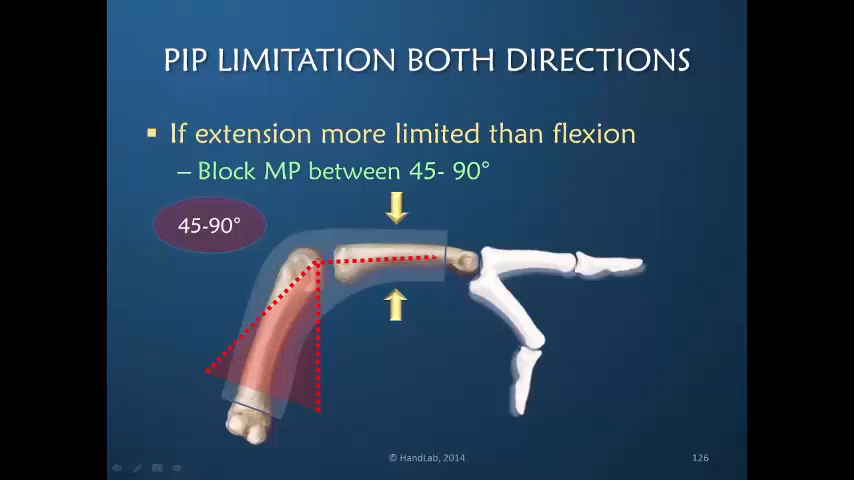 PIP LIMITATION BOTH DIRECTIONS
If extension more limited than flexion
– Block MP between 45- 90°
45-90°
© HandLab, 2014
126